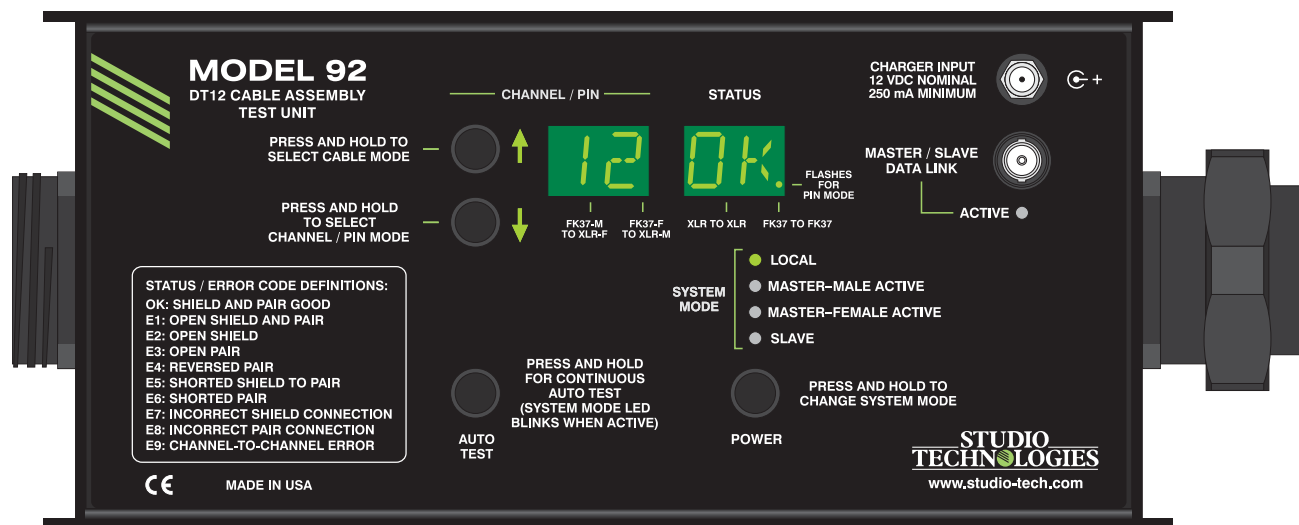 MODEL 92
DT12 CABLE ASSEMBLY
TEST UNIT
CHANNEL / PIN
STATUS
CHARGER INPUT
12 VDC NOMINAL
250 mA MINIMUM
+
PRESS AND HOLD TO
SELECT CABLE MODE
12
OK.
FLASHES
FOR
PIN MODE
MASTER / SLAVE
DATA LINK
ACTIVE
PRESS AND HOLD
TO SELECT
CHANNEL / PIN MODE
FK37-M
TO XLR-F
FK37-F
TO XLR-M
XLR TO XLR
FK37 TO FK37
SYSTEM
MODE
LOCAL
MASTER–MALE ACTIVE
MASTER–FEMALE ACTIVE
SLAVE
STATUS / ERROR CODE DEFINITIONS:
OK: SHIELD AND PAIR GOOD
E1: OPEN SHIELD AND PAIR
E2: OPEN SHIELD
E3: OPEN PAIR
E4: REVERSED PAIR
E5: SHORTED SHIELD TO PAIR
E6: SHORTED PAIR
E7: INCORRECT SHIELD CONNECTION
E8: INCORRECT PAIR CONNECTION
E9: CHANNEL-TO-CHANNEL ERROR
PRESS AND HOLD
FOR CONTINUOUS
AUTO TEST
(SYSTEM MODE LED
BLINKS WHEN ACTIVE)
AUTO
TEST
PRESS AND HOLD TO
CHANGE SYSTEM MODE
POWER
STUDIO
TECHNOLOGIES
www.studio-tech.com
CE
MADE IN USA